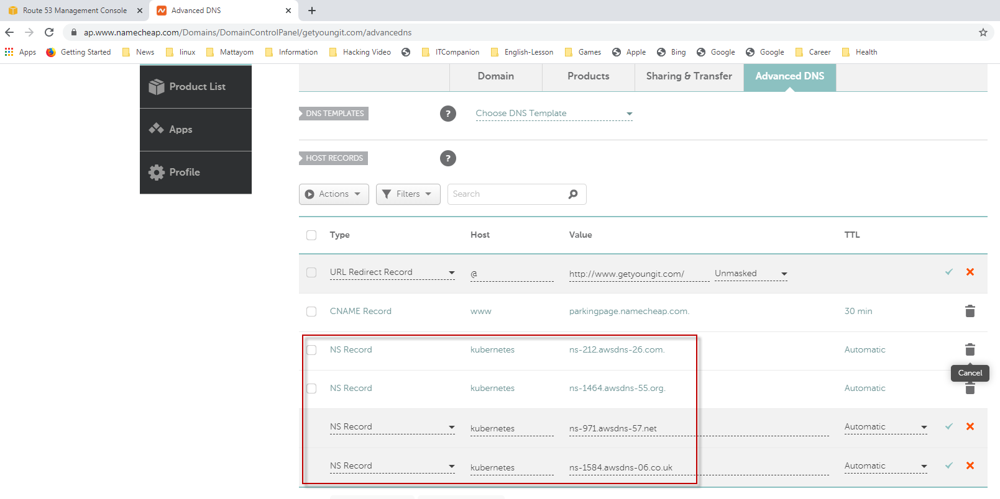 Route 53 Management Console
Advanced DNS
ap.www.namecheap.com/Domains/DomainControlPanel/getyoungit.com/advancedns
Apps Getting Started News linux Mattayom Information Hacking Video ITCompanion English-Lesson Games Apple Bing Google Google Career Health
Product List
Apps
Profile
Domain Products Sharing & Transfer Advanced DNS
DNS TEMPLATES ? Choose DNS Template
HOST RECORDS ?
Actions Filters Search
Type Host Value TTL
URL Redirect Record @ http://www.getyoungit.com/ Unmasked
CNAME Record www parkingpage.namecheap.com. 30 min
NS Record kubernetes ns-212.awsdns-26.com. Automatic
Cancel
NS Record kubernetes ns-1464.awsdns-55.org. Automatic
NS Record kubernetes ns-971.awsdns-57.net Automatic
NS Record kubernetes ns-1584.awsdns-06.co.uk Automatic